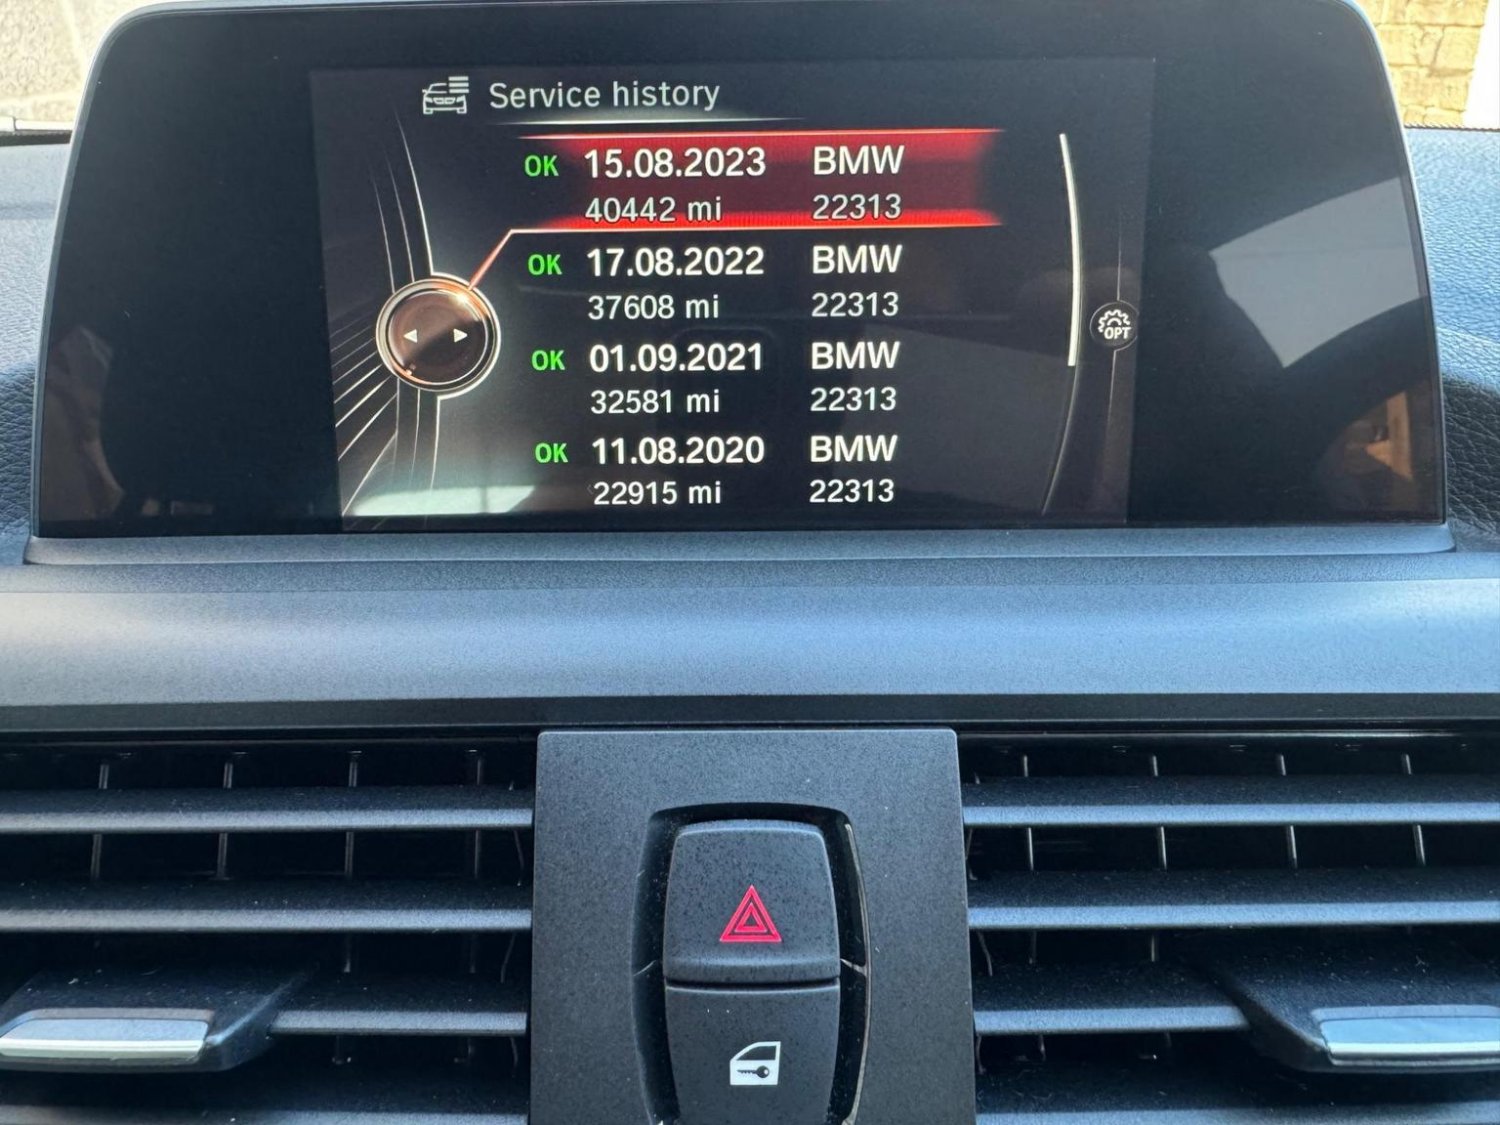 Service history
OK 15.08.2023 BMW
40442 mi 22313
OK 17.08.2022 BMW
37608 mi 22313
OK 01.09.2021 BMW
32581 mi 22313
OK 11.08.2020 BMW
22915 mi 22313
OPT